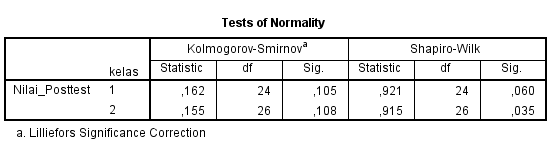 Tests of Normality
Kolmogorov-Smirnovᵃ Shapiro-Wilk
kelas Statistic df Sig. Statistic df Sig.
Nilai_Posttest 1 ,162 24 ,105 ,921 24 ,060
2 ,155 26 ,108 ,915 26 ,035
a. Lilliefors Significance Correction